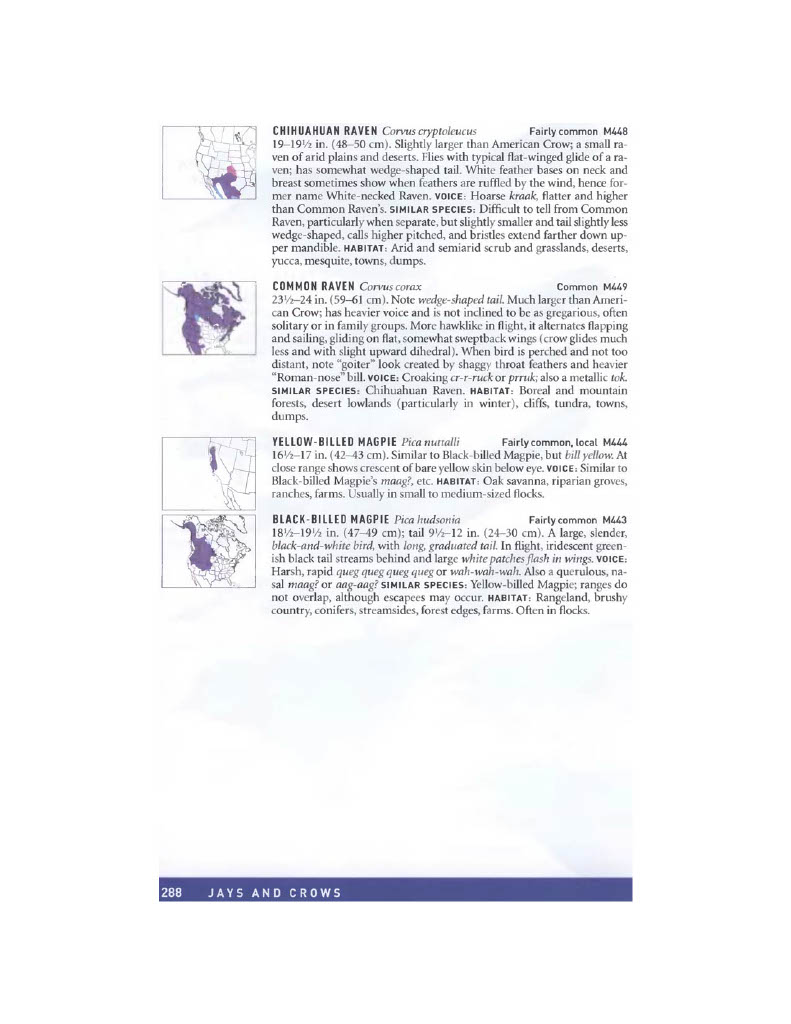 CHIHUAHUAN RAVEN Corvus cryptoleucus Fairly common M448
19–19½ in. (48–50 cm). Slightly larger than American Crow; a small ra-
ven of arid plains and deserts. Flies with typical flat-winged glide of a ra-
ven; has somewhat wedge-shaped tail. White feather bases on neck and
breast sometimes show when feathers are ruffled by the wind, hence for-
mer name White-necked Raven. VOICE: Hoarse kraak, flatter and higher
than Common Raven's. SIMILAR SPECIES: Difficult to tell from Common
Raven, particularly when separate, but slightly smaller and tail slightly less
wedge-shaped, calls higher pitched, and bristles extend farther down up-
per mandible. HABITAT: Arid and semiarid scrub and grasslands, deserts,
yucca, mesquite, towns, dumps.
COMMON RAVEN Corvus corax Common M449
23½–24 in. (59–61 cm). Note wedge-shaped tail. Much larger than Ameri-
can Crow; has heavier voice and is not inclined to be as gregarious, often
solitary or in family groups. More hawklike in flight, it alternates flapping
and sailing, gliding on flat, somewhat sweptback wings (crow glides much
less and with slight upward dihedral). When bird is perched and not too
distant, note "goiter" look created by shaggy throat feathers and heavier
"Roman-nose" bill. VOICE: Croaking cr-r-ruck or prruk; also a metallic tok.
SIMILAR SPECIES: Chihuahuan Raven. HABITAT: Boreal and mountain
forests, desert lowlands (particularly in winter), cliffs, tundra, towns,
dumps.
YELLOW-BILLED MAGPIE Pica nuttalli Fairly common, local M444
16½–17 in. (42–43 cm). Similar to Black-billed Magpie, but bill yellow. At
close range shows crescent of bare yellow skin below eye. VOICE: Similar to
Black-billed Magpie's maag?, etc. HABITAT: Oak savanna, riparian groves,
ranches, farms. Usually in small to medium-sized flocks.
BLACK-BILLED MAGPIE Pica hudsonia Fairly common M443
18½–19½ in. (47–49 cm); tail 9½–12 in. (24–30 cm). A large, slender,
black-and-white bird, with long, graduated tail. In flight, iridescent green-
ish black tail streams behind and large white patches flash in wings. VOICE:
Harsh, rapid queg queg queg queg or wah-wah-wah. Also a querulous, na-
sal maag? or aag-aag? SIMILAR SPECIES: Yellow-billed Magpie; ranges do
not overlap, although escapees may occur. HABITAT: Rangeland, brushy
country, conifers, streamsides, forest edges, farms. Often in flocks.
288 JAYS AND CROWS